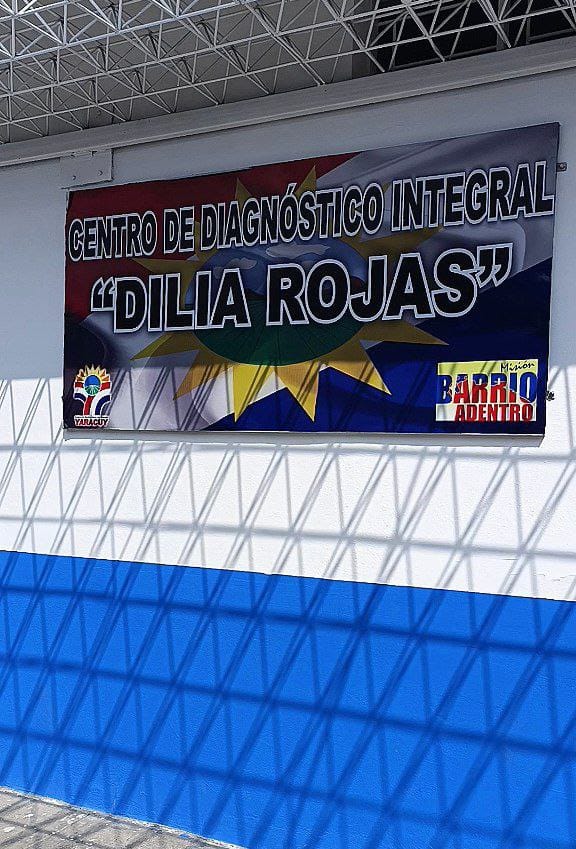 CENTRO DE DIAGNÓSTICO INTEGRAL
“DILIA ROJAS”
YARACUY
Misión
BARRIO
ADENTRO